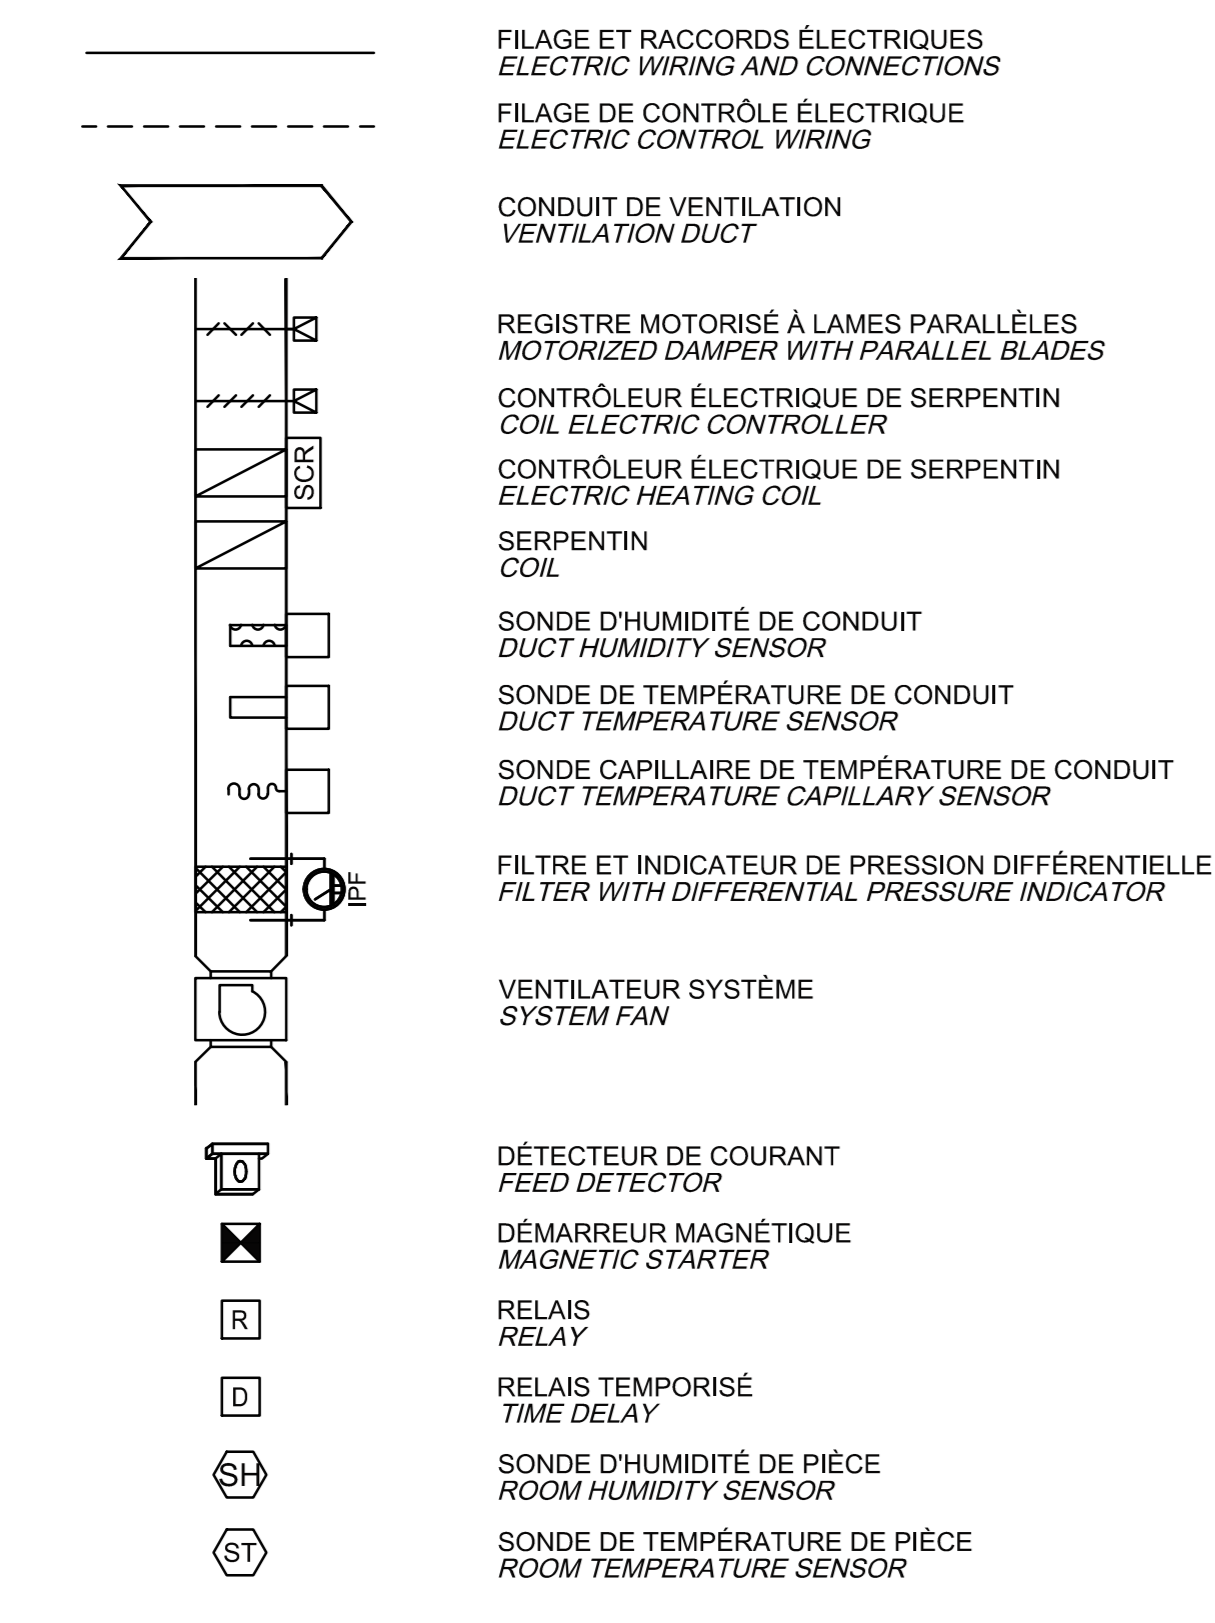 FILAGE ET RACCORDS ÉLECTRIQUES
ELECTRIC WIRING AND CONNECTIONS
FILAGE DE CONTRÔLE ÉLECTRIQUE
ELECTRIC CONTROL WIRING
CONDUIT DE VENTILATION
VENTILATION DUCT
REGISTRE MOTORISÉ À LAMES PARALLÈLES
MOTORIZED DAMPER WITH PARALLEL BLADES
CONTRÔLEUR ÉLECTRIQUE DE SERPENTIN
COIL ELECTRIC CONTROLLER
SCR
CONTRÔLEUR ÉLECTRIQUE DE SERPENTIN
ELECTRIC HEATING COIL
SERPENTIN
COIL
SONDE D'HUMIDITÉ DE CONDUIT
DUCT HUMIDITY SENSOR
SONDE DE TEMPÉRATURE DE CONDUIT
DUCT TEMPERATURE SENSOR
SONDE CAPILLAIRE DE TEMPÉRATURE DE CONDUIT
DUCT TEMPERATURE CAPILLARY SENSOR
IPF
FILTRE ET INDICATEUR DE PRESSION DIFFÉRENTIELLE
FILTER WITH DIFFERENTIAL PRESSURE INDICATOR
VENTILATEUR SYSTÈME
SYSTEM FAN
DÉTECTEUR DE COURANT
FEED DETECTOR
DÉMARREUR MAGNÉTIQUE
MAGNETIC STARTER
R
RELAIS
RELAY
D
RELAIS TEMPORISÉ
TIME DELAY
SH
SONDE D'HUMIDITÉ DE PIÈCE
ROOM HUMIDITY SENSOR
ST
SONDE DE TEMPÉRATURE DE PIÈCE
ROOM TEMPERATURE SENSOR